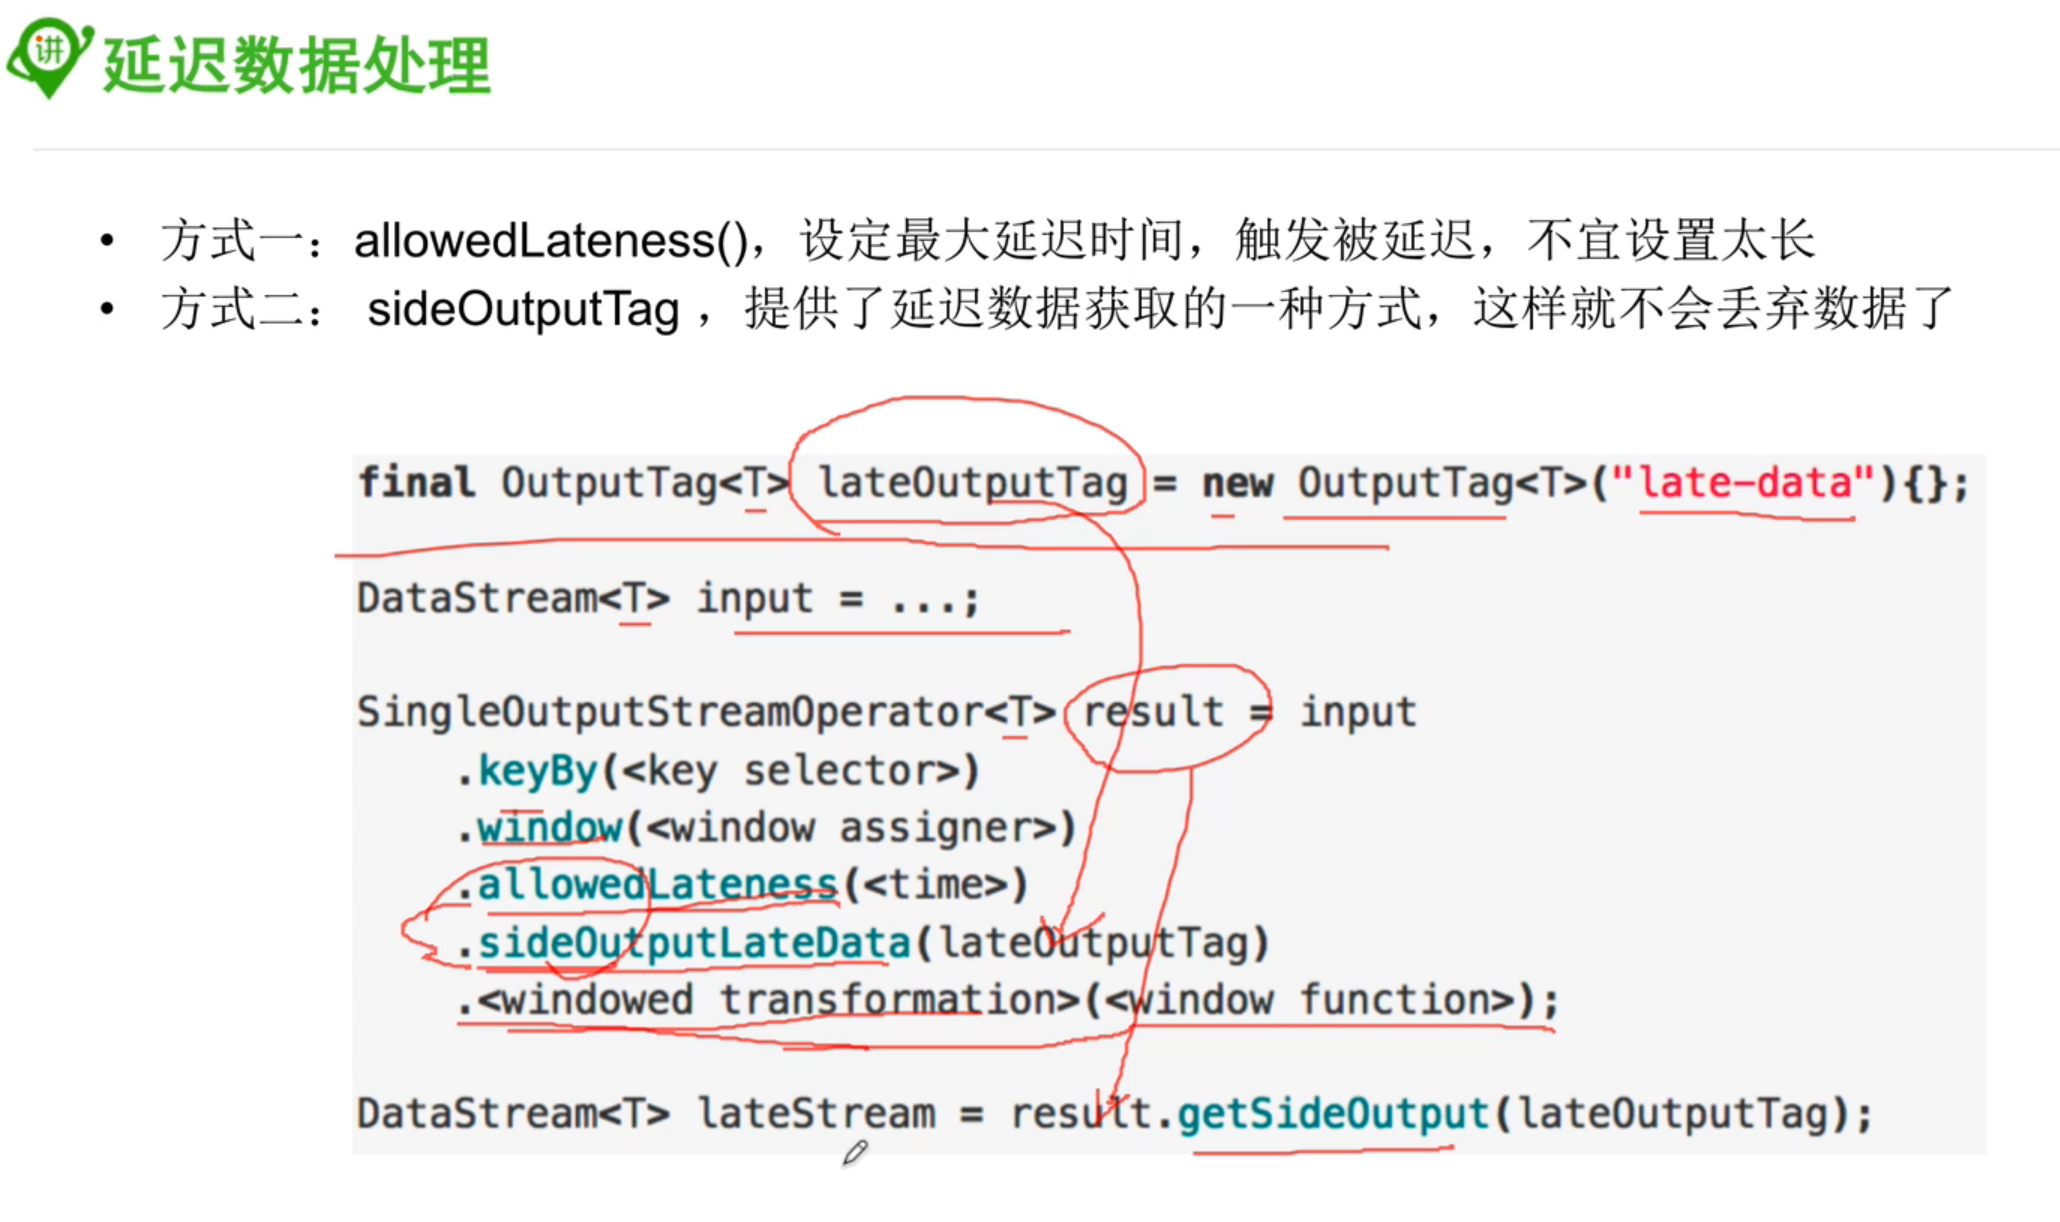 讲 延迟数据处理
• 方式一：allowedLateness()，设定最大延迟时间，触发被延迟，不宜设置太长
• 方式二： sideOutputTag ，提供了延迟数据获取的一种方式，这样就不会丢弃数据了
final OutputTag<T> lateOutputTag = new OutputTag<T>("late-data"){};
DataStream<T> input = ...;
SingleOutputStreamOperator<T> result = input
.keyBy(<key selector>)
.window(<window assigner>)
.allowedLateness(<time>)
.sideOutputLateData(lateOutputTag)
.<windowed transformation>(<window function>);
DataStream<T> lateStream = result.getSideOutput(lateOutputTag);